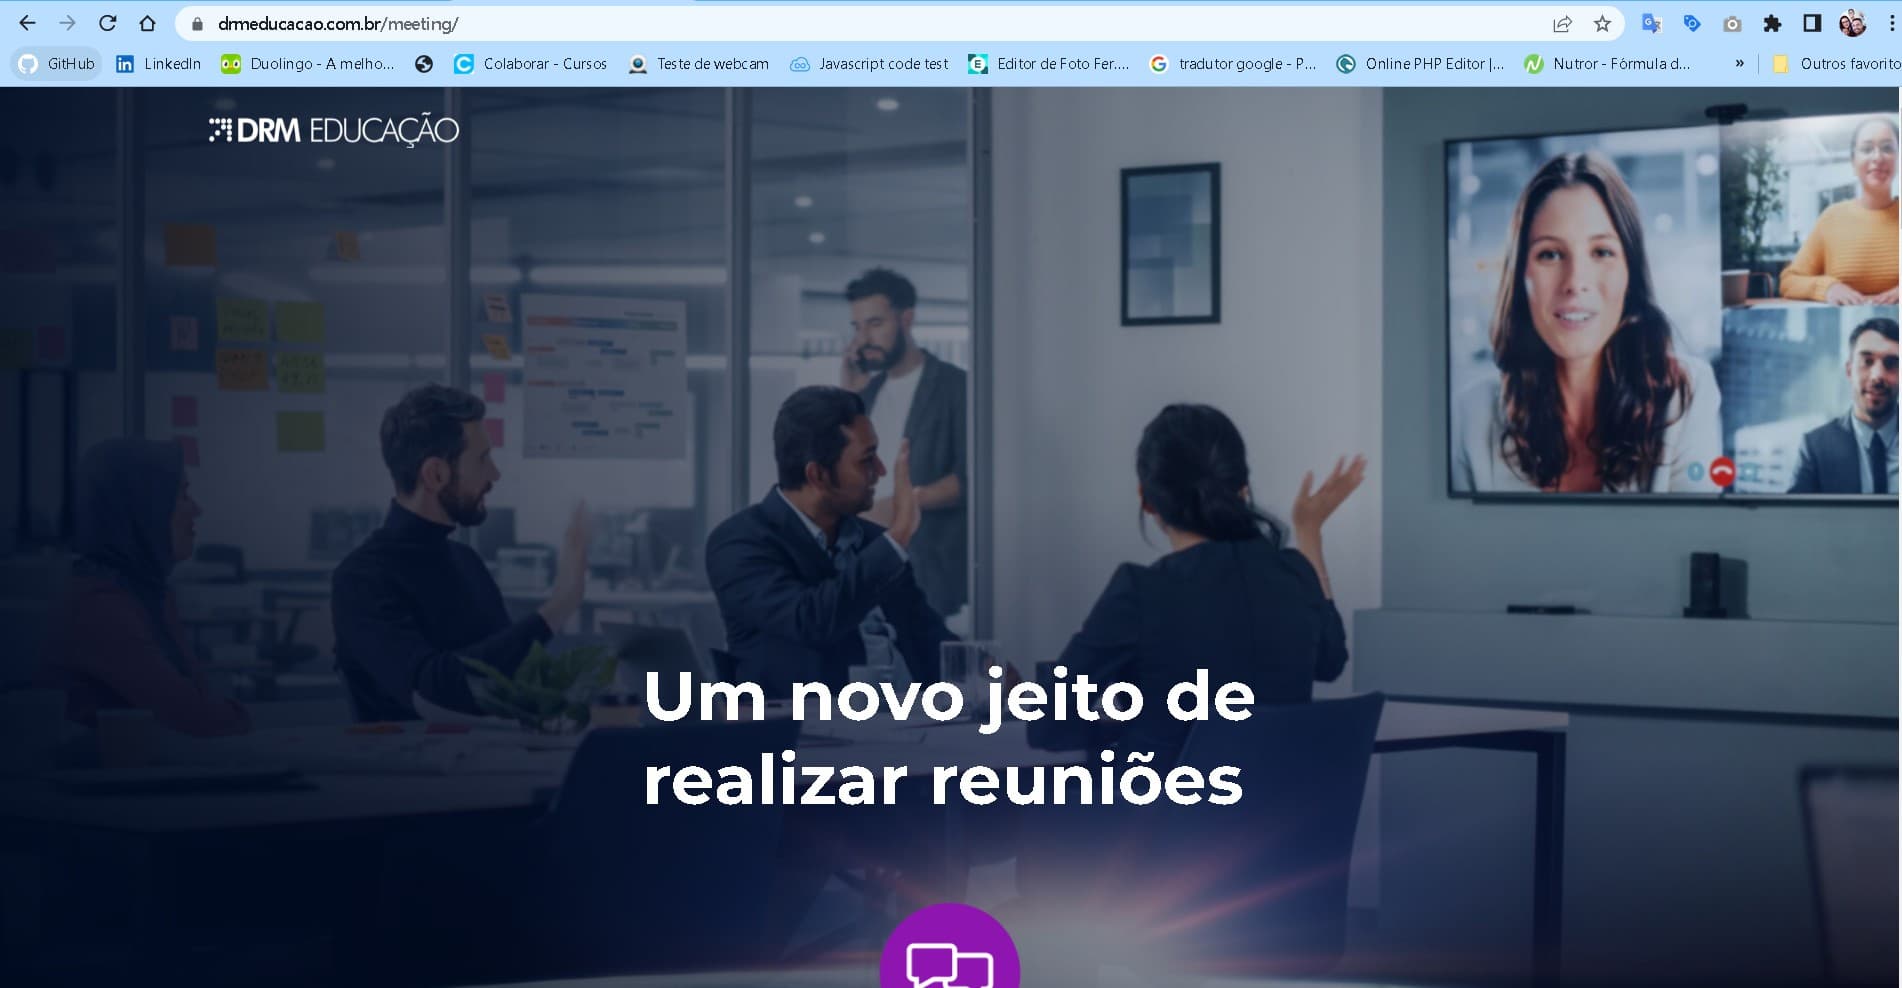 drmeducacao.com.br/meeting/
GitHub LinkedIn Duolingo - A melho... Colaborar - Cursos Teste de webcam Javascript code test Editor de Foto Fer.... tradutor google - P... Online PHP Editor |... Nutror - Fórmula d... » Outros favorito
DRM EDUCAÇÃO
Um novo jeito de
realizar reuniões